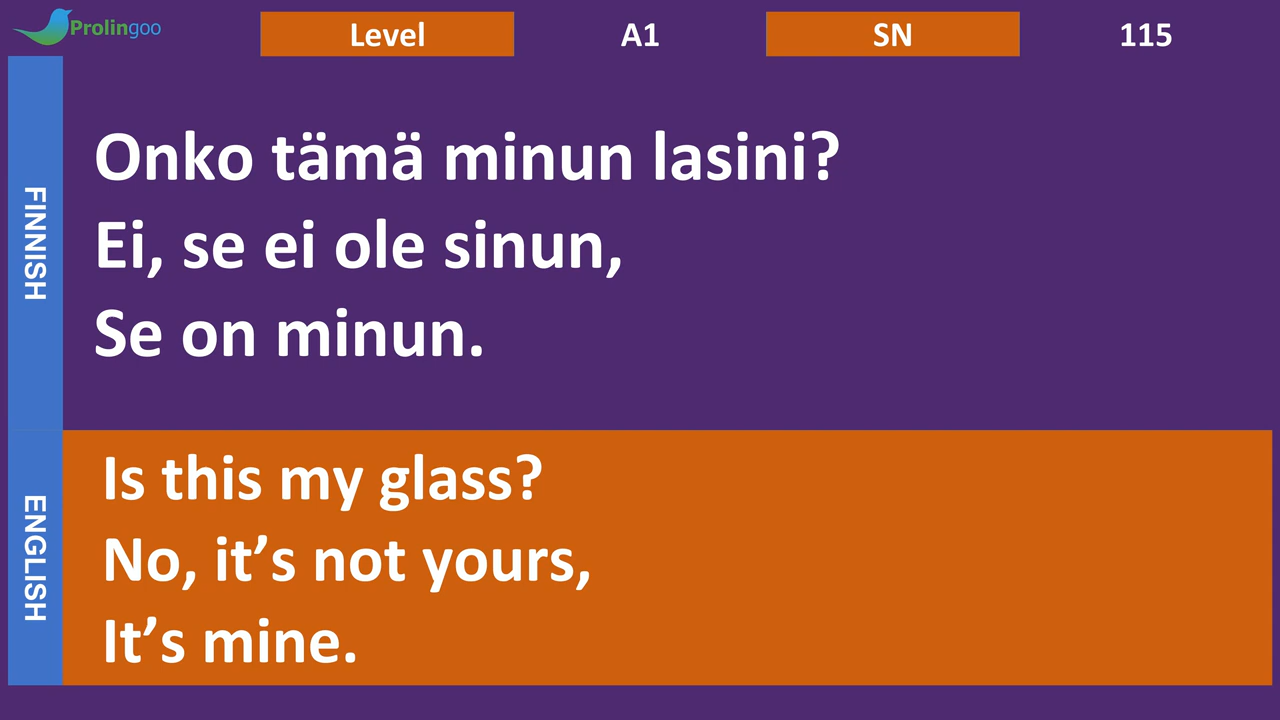 Prolingoo
Level A1 SN 115
FINNISH
Onko tämä minun lasini?
Ei, se ei ole sinun,
Se on minun.
ENGLISH
Is this my glass?
No, it’s not yours,
It’s mine.